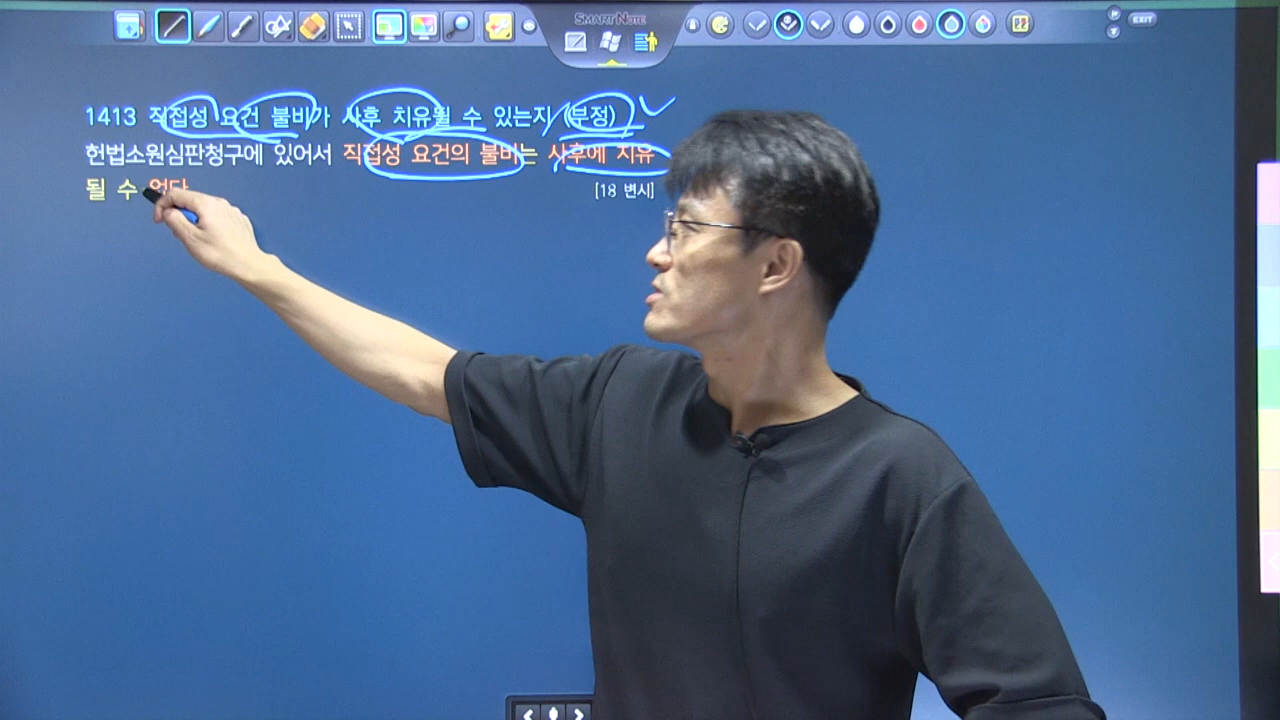 SMART NOTE
EXIT
1413 직접성 요건 불비가 사후 치유될 수 있는지 (부정)
헌법소원심판청구에 있어서 직접성 요건의 불비는 사후에 치유
될 수 없다
[18 변시]